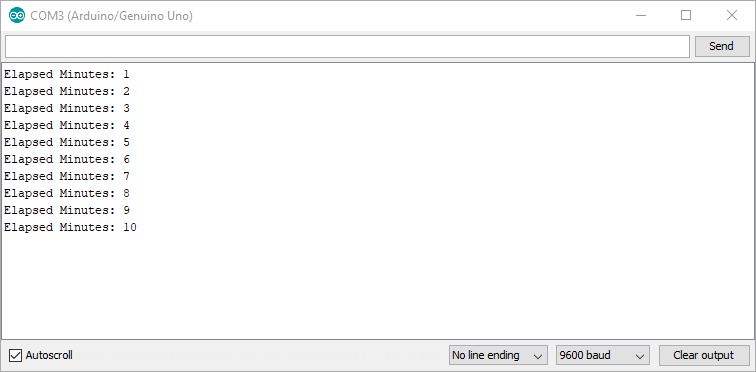 COM3 (Arduino/Genuino Uno)
Send
Elapsed Minutes: 1
Elapsed Minutes: 2
Elapsed Minutes: 3
Elapsed Minutes: 4
Elapsed Minutes: 5
Elapsed Minutes: 6
Elapsed Minutes: 7
Elapsed Minutes: 8
Elapsed Minutes: 9
Elapsed Minutes: 10
Autoscroll
No line ending
9600 baud
Clear output